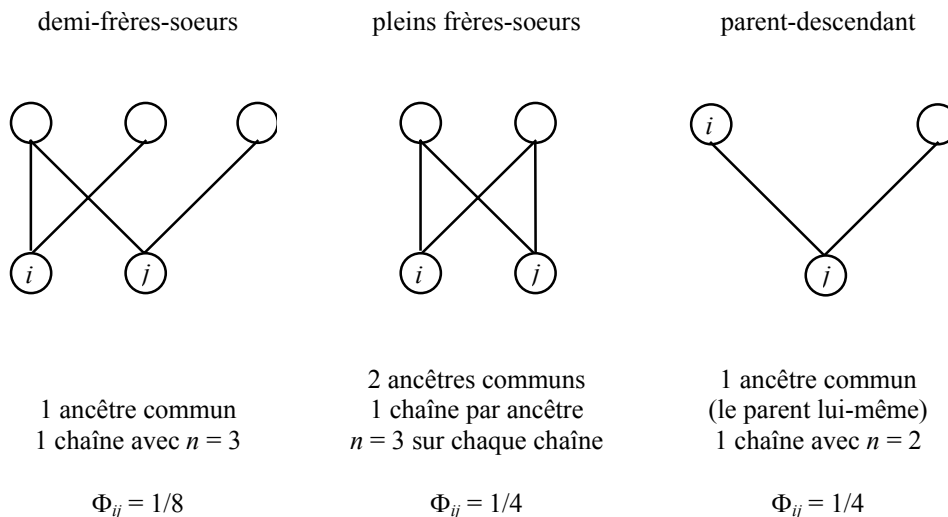 demi-frères-soeurs
pleins frères-soeurs
parent-descendant
i
i
j
i
j
j
1 ancêtre commun
1 chaîne avec n = 3
Φij = 1/8
2 ancêtres communs
1 chaîne par ancêtre
n = 3 sur chaque chaîne
Φij = 1/4
1 ancêtre commun
(le parent lui-même)
1 chaîne avec n = 2
Φij = 1/4